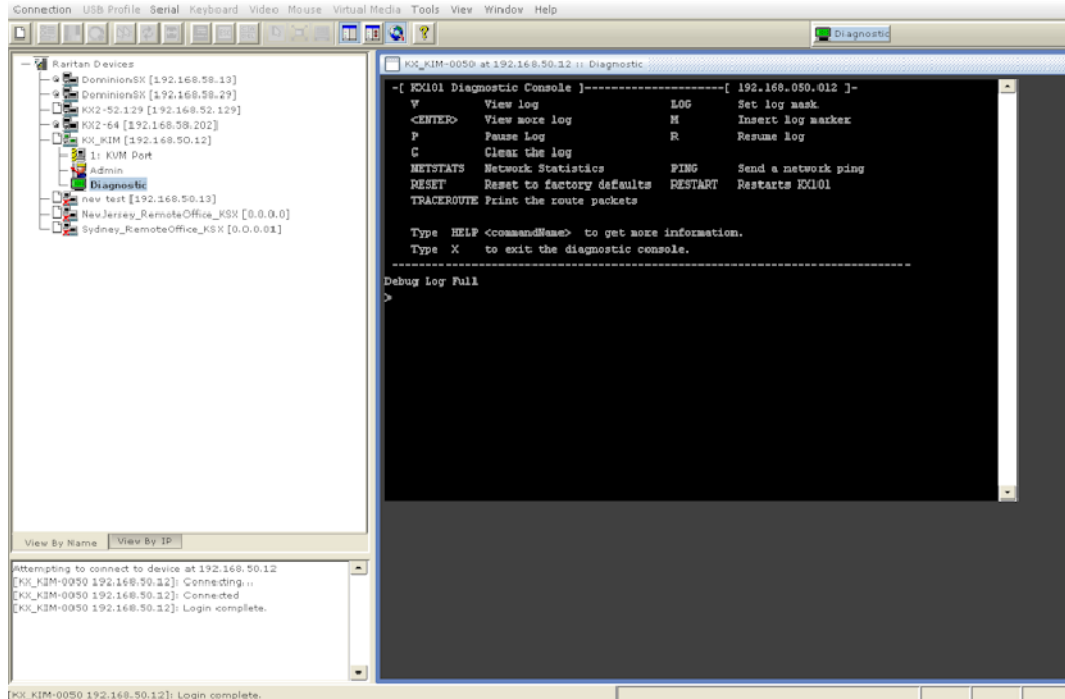 Connection USB Profile Serial Keyboard Video Mouse Virtual Media Tools View Window Help
Diagnostic
Raritan Devices
DominionSX [192.168.58.13]
DominionSX [192.168.58.29]
KX2-52.129 [192.168.52.129]
KX2-64 [192.168.58.202]
KX_KIM [192.168.50.12]
1: KVM Port
Admin
Diagnostic
new test [192.168.50.13]
NewJersey_RemoteOffice_KSX [0.0.0.0]
Sydney_RemoteOffice_KSX [0.0.0.01]
View By Name View By IP
Attempting to connect to device at 192.168.50.12
[KX_KIM-0050 192.168.50.12]: Connecting...
[KX_KIM-0050 192.168.50.12]: Connected
[KX_KIM-0050 192.168.50.12]: Login complete.
KX_KIM-0050 at 192.168.50.12 :: Diagnostic
-[ KX101 Diagnostic Console ]---------------------[ 192.168.050.012 ]-
V View log LOG Set log mask
<ENTER> View more log M Insert log marker
P Pause Log R Resume log
C Clear the log
NETSTATS Network Statistics PING Send a network ping
RESET Reset to factory defaults RESTART Restarts KX101
TRACEROUTE Print the route packets
Type HELP <commandName> to get more information.
Type X to exit the diagnostic console.
--------------------------------------------------------------------------------
Debug Log Full
>
[KX_KIM-0050 192.168.50.12]: Login complete.